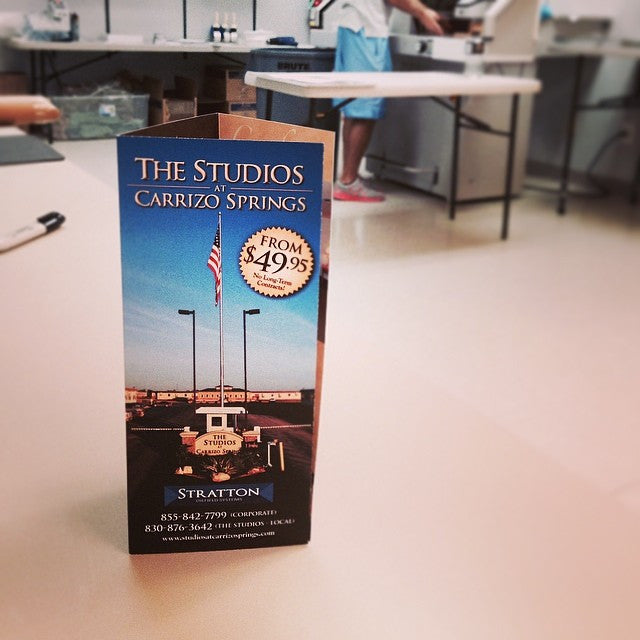 BRUTE
THE STUDIOS
AT
CARRIZO SPRINGS
FROM
$49.95
No Long-Term
Contracts!
THE
STUDIOS
AT
CARRIZO SPRINGS
STRATTON
855-842-7799 (CORPORATE)
830-876-3642 (THE STUDIOS - LOCAL)
www.studiosatcarrizosprings.com